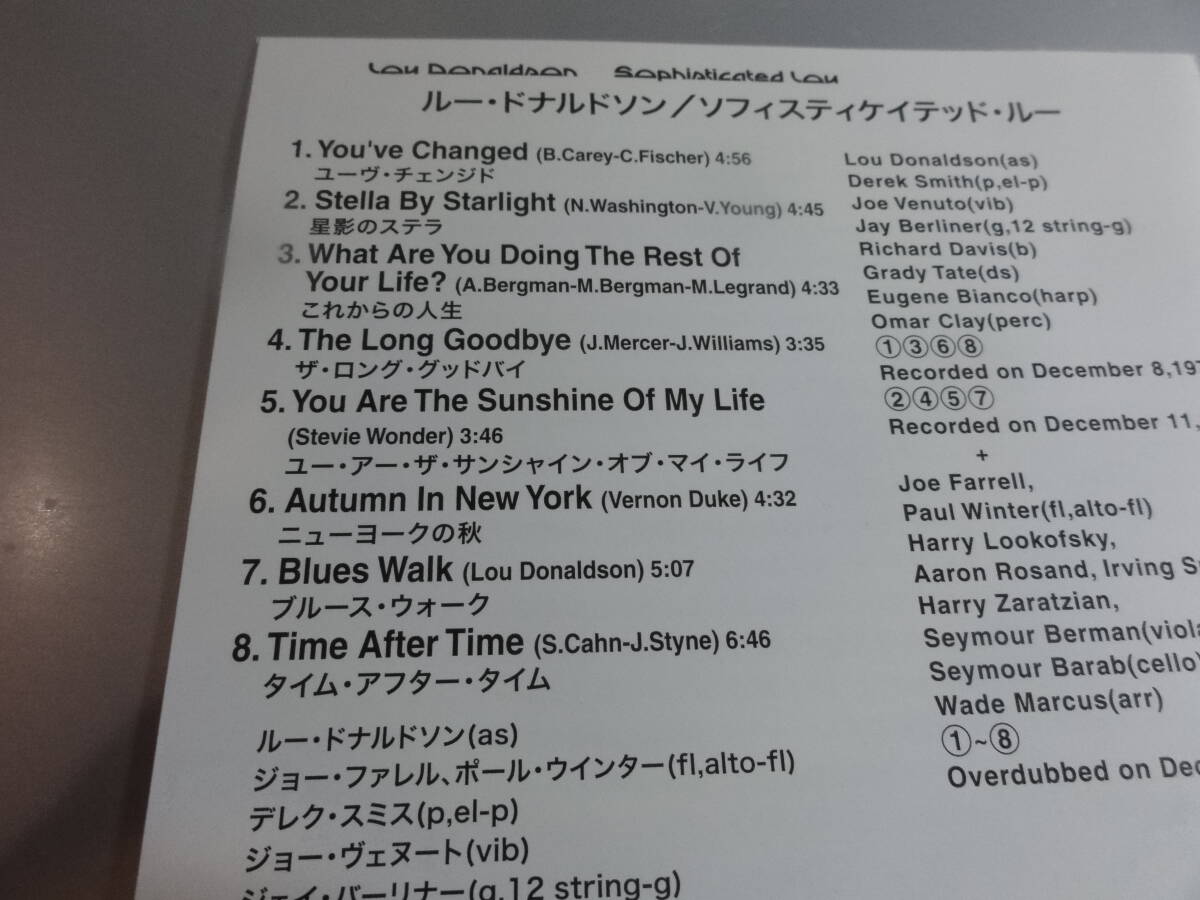 Lou Donaldson Sophisticated Lou
ルー・ドナルドソン／ソフィスティケイテッド・ルー
1. You've Changed (B.Carey-C.Fischer) 4:56
ユーヴ・チェンジド
2. Stella By Starlight (N.Washington-V.Young) 4:45
星影のステラ
3. What Are You Doing The Rest Of
Your Life? (A.Bergman-M.Bergman-M.Legrand) 4:33
これからの人生
4. The Long Goodbye (J.Mercer-J.Williams) 3:35
ザ・ロング・グッドバイ
5. You Are The Sunshine Of My Life
(Stevie Wonder) 3:46
ユー・アー・ザ・サンシャイン・オブ・マイ・ライフ
6. Autumn In New York (Vernon Duke) 4:32
ニューヨークの秋
7. Blues Walk (Lou Donaldson) 5:07
ブルース・ウォーク
8. Time After Time (S.Cahn-J.Styne) 6:46
タイム・アフター・タイム
ルー・ドナルドソン(as)
ジョー・ファレル、ポール・ウインター(fl,alto-fl)
デレク・スミス(p,el-p)
ジョー・ヴェヌート(vib)
ジェイ・バーリナー(g,12 string-g)
Lou Donaldson(as)
Derek Smith(p,el-p)
Joe Venuto(vib)
Jay Berliner(g,12 string-g)
Richard Davis(b)
Grady Tate(ds)
Eugene Bianco(harp)
Omar Clay(perc)
①③⑥⑧
Recorded on December 8,197
②④⑤⑦
Recorded on December 11,
+
Joe Farrell,
Paul Winter(fl,alto-fl)
Harry Lookofsky,
Aaron Rosand, Irving
Harry Zaratzian,
Seymour Berman(viola
Seymour Barab(cello)
Wade Marcus(arr)
①~⑧
Overdubbed on Dec